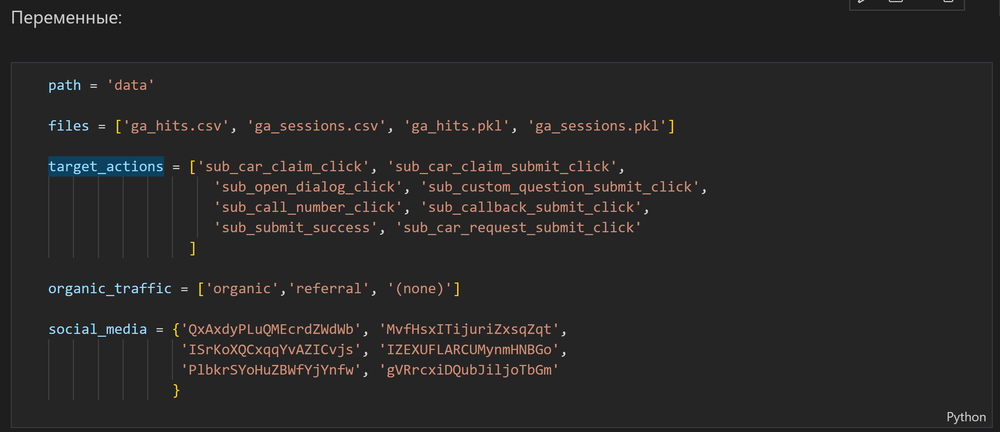 Переменные:
path = 'data'
files = ['ga_hits.csv', 'ga_sessions.csv', 'ga_hits.pkl', 'ga_sessions.pkl']
target_actions = ['sub_car_claim_click', 'sub_car_claim_submit_click',
'sub_open_dialog_click', 'sub_custom_question_submit_click',
'sub_call_number_click', 'sub_callback_submit_click',
'sub_submit_success', 'sub_car_request_submit_click'
]
organic_traffic = ['organic','referral', '(none)']
social_media = {'QxAxdyPLuQMEcrdZWdWb', 'MvfHsxITijuriZxsqZqt',
'ISrKoXQCxqqYvAZICvjs', 'IZEXUFLARCUMynmHNBGo',
'PlbkrSYoHuZBWfYjYnfw', 'gVRrcxiDQubJiljoTbGm'
}
Python